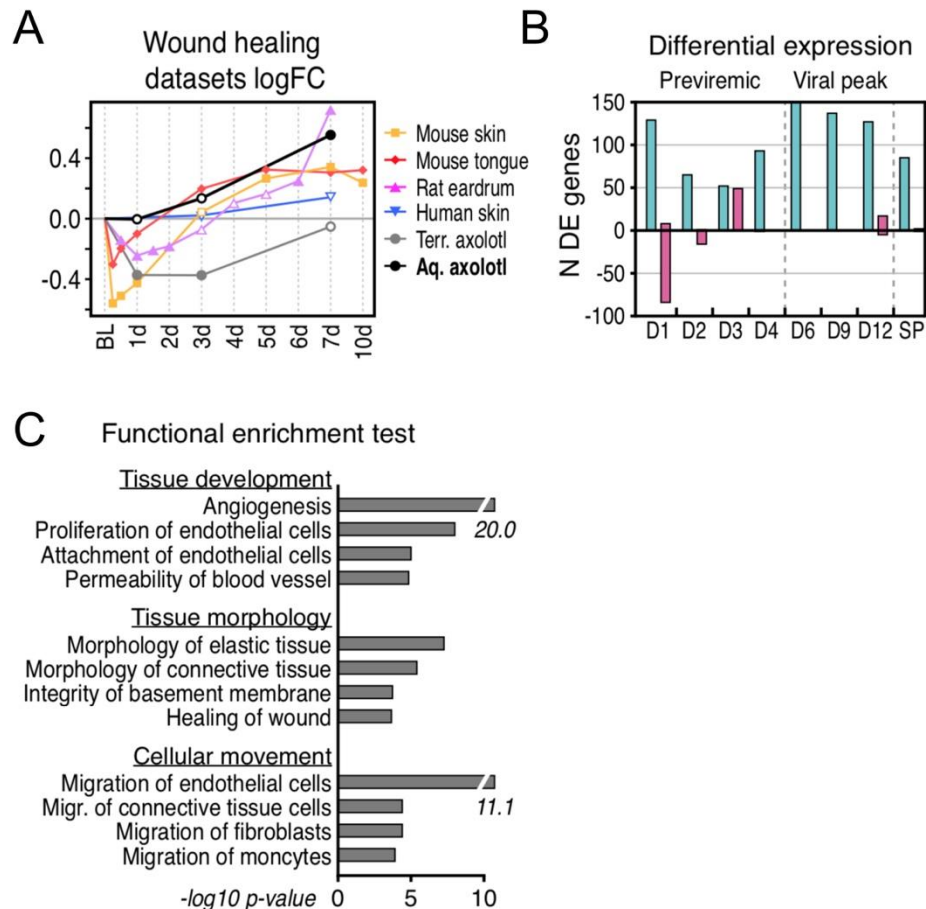 A
Wound healing
datasets logFC
0.4
0.0
-0.4
BL
1d
2d
3d
4d
5d
6d
7d
10d
Mouse skin
Mouse tongue
Rat eardrum
Human skin
Terr. axolotl
Aq. axolotl
B
Differential expression
Previremic Viral peak
N DE genes
150
100
50
0
-50
-100
D1 D2 D3 D4 D6 D9 D12 SP
C
Functional enrichment test
Tissue development
Angiogenesis
Proliferation of endothelial cells 20.0
Attachment of endothelial cells
Permeability of blood vessel
Tissue morphology
Morphology of elastic tissue
Morphology of connective tissue
Integrity of basement membrane
Healing of wound
Cellular movement
Migration of endothelial cells
Migr. of connective tissue cells 11.1
Migration of fibroblasts
Migration of moncytes
-log10 p-value 0 5 10